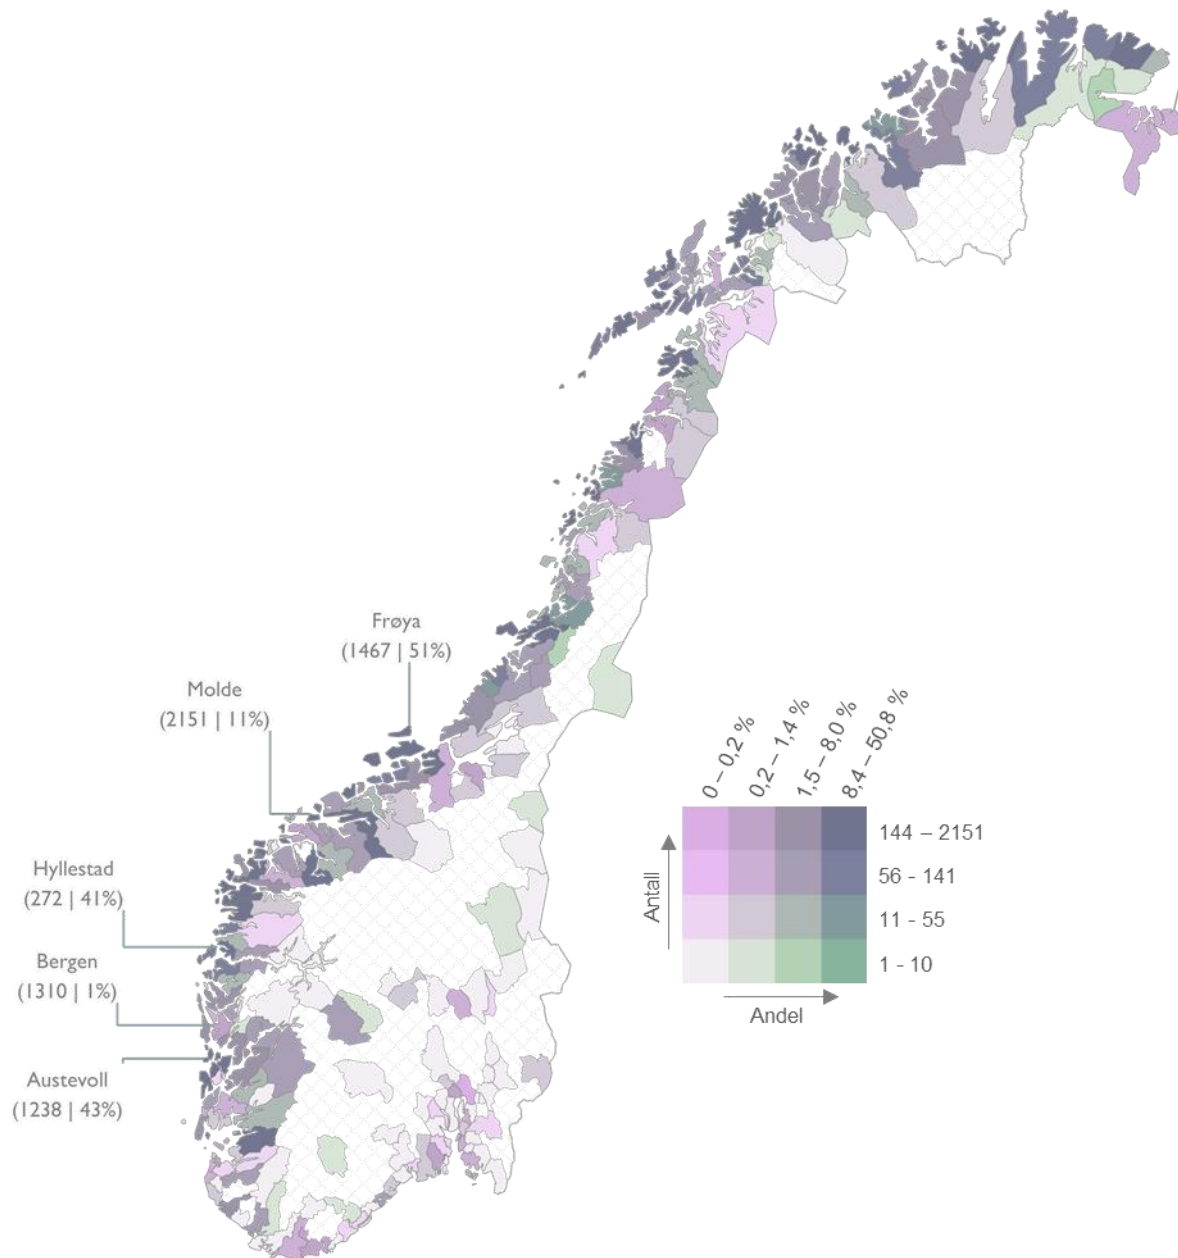 Frøya
(1467 | 51%)
Molde
(2151 | 11%)
Hyllestad
(272 | 41%)
Bergen
(1310 | 1%)
Austevoll
(1238 | 43%)
0 – 0,2 %
0,2 – 1,4 %
1,5 – 8,0 %
8,4 – 50,8 %
144 – 2151
56 - 141
11 - 55
1 - 10
Antall
Andel